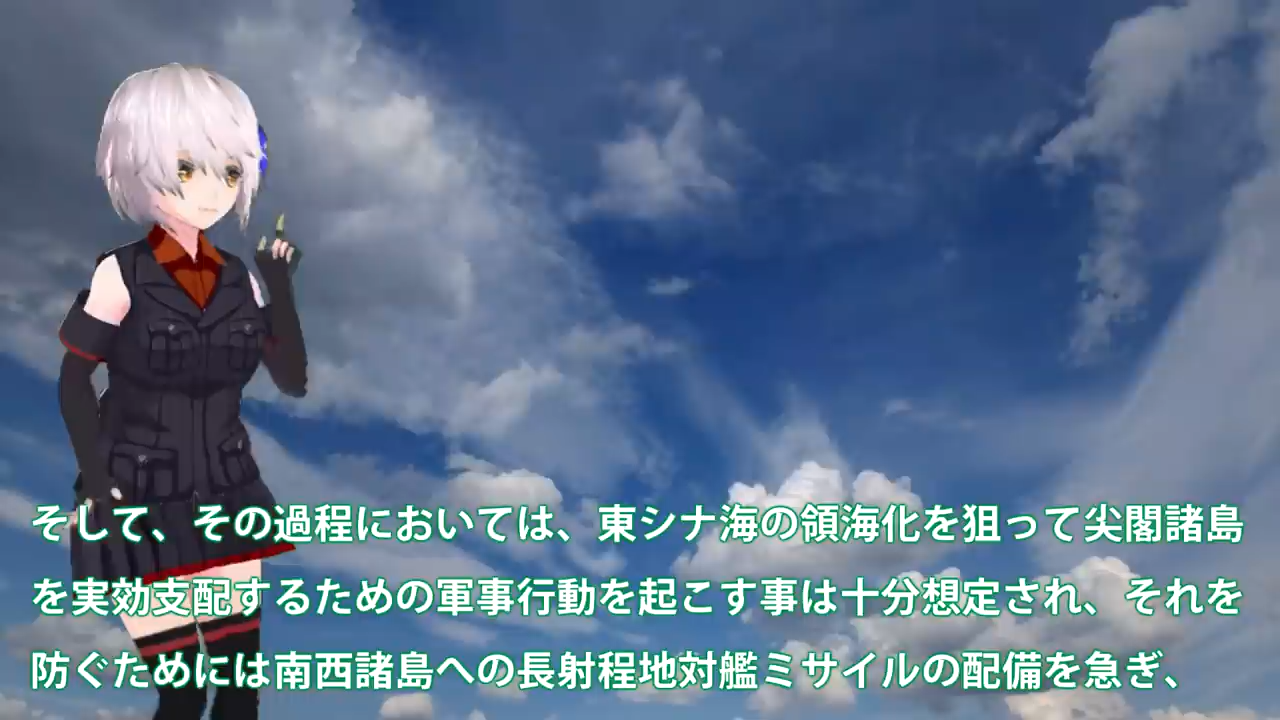 そして、その過程においては、東シナ海の領海化を狙って尖閣諸島
を実効支配するための軍事行動を起こす事は十分想定され、それを
防ぐためには南西諸島への長射程地対艦ミサイルの配備を急ぎ、